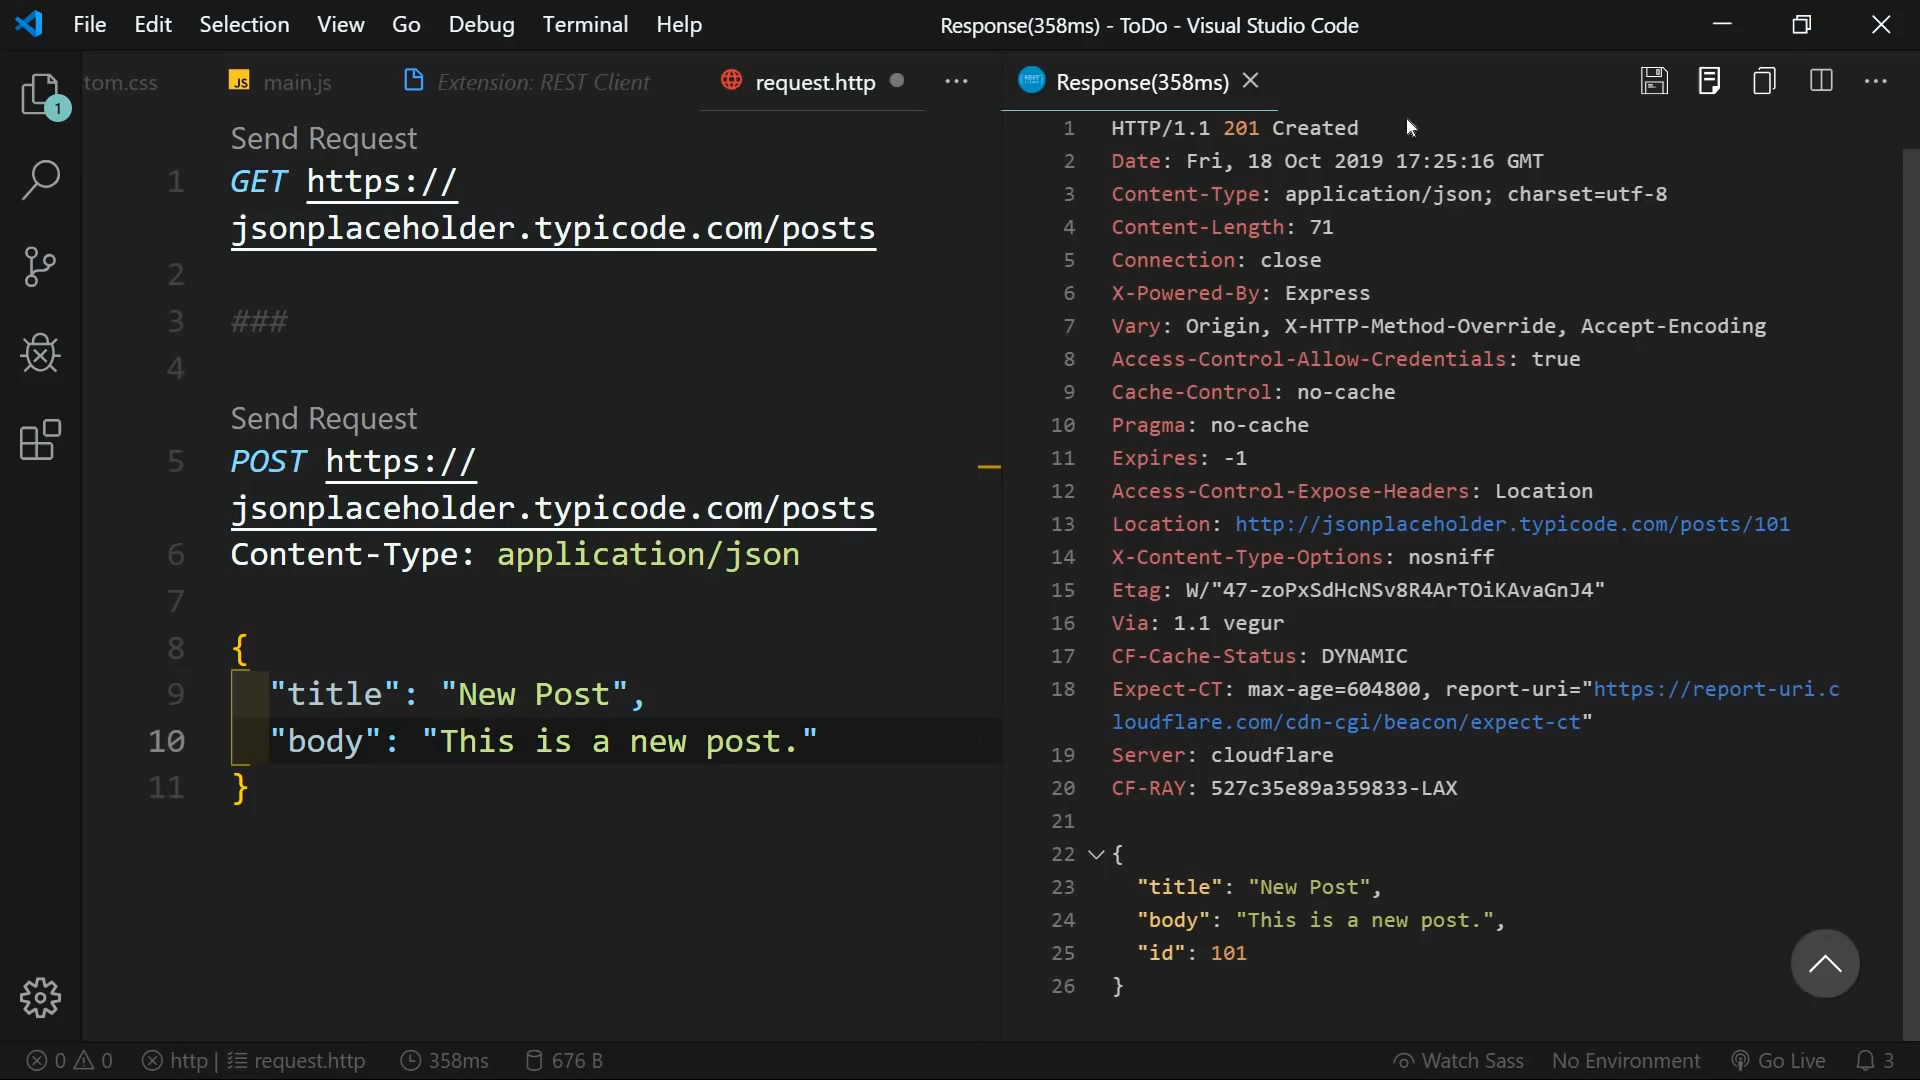 File Edit Selection View Go Debug Terminal Help
Response(358ms) - ToDo - Visual Studio Code
1
tom.css
JS main.js
Extension: REST Client
request.http
Response(358ms)
Send Request
1 GET https://
jsonplaceholder.typicode.com/posts
2
3 ###
4
Send Request
5 POST https://
jsonplaceholder.typicode.com/posts
6 Content-Type: application/json
7
8 {
9 "title": "New Post",
10 "body": "This is a new post."
11 }
1 HTTP/1.1 201 Created
2 Date: Fri, 18 Oct 2019 17:25:16 GMT
3 Content-Type: application/json; charset=utf-8
4 Content-Length: 71
5 Connection: close
6 X-Powered-By: Express
7 Vary: Origin, X-HTTP-Method-Override, Accept-Encoding
8 Access-Control-Allow-Credentials: true
9 Cache-Control: no-cache
10 Pragma: no-cache
11 Expires: -1
12 Access-Control-Expose-Headers: Location
13 Location: http://jsonplaceholder.typicode.com/posts/101
14 X-Content-Type-Options: nosniff
15 Etag: W/"47-zoPxSdHcNSv8R4ArTOiKAvaGnJ4"
16 Via: 1.1 vegur
17 CF-Cache-Status: DYNAMIC
18 Expect-CT: max-age=604800, report-uri="https://report-uri.c
loudflare.com/cdn-cgi/beacon/expect-ct"
19 Server: cloudflare
20 CF-RAY: 527c35e89a359833-LAX
21
22 {
23 "title": "New Post",
24 "body": "This is a new post.",
25 "id": 101
26 }
0 0 http | request.http 358ms 676 B
Watch Sass No Environment Go Live 3